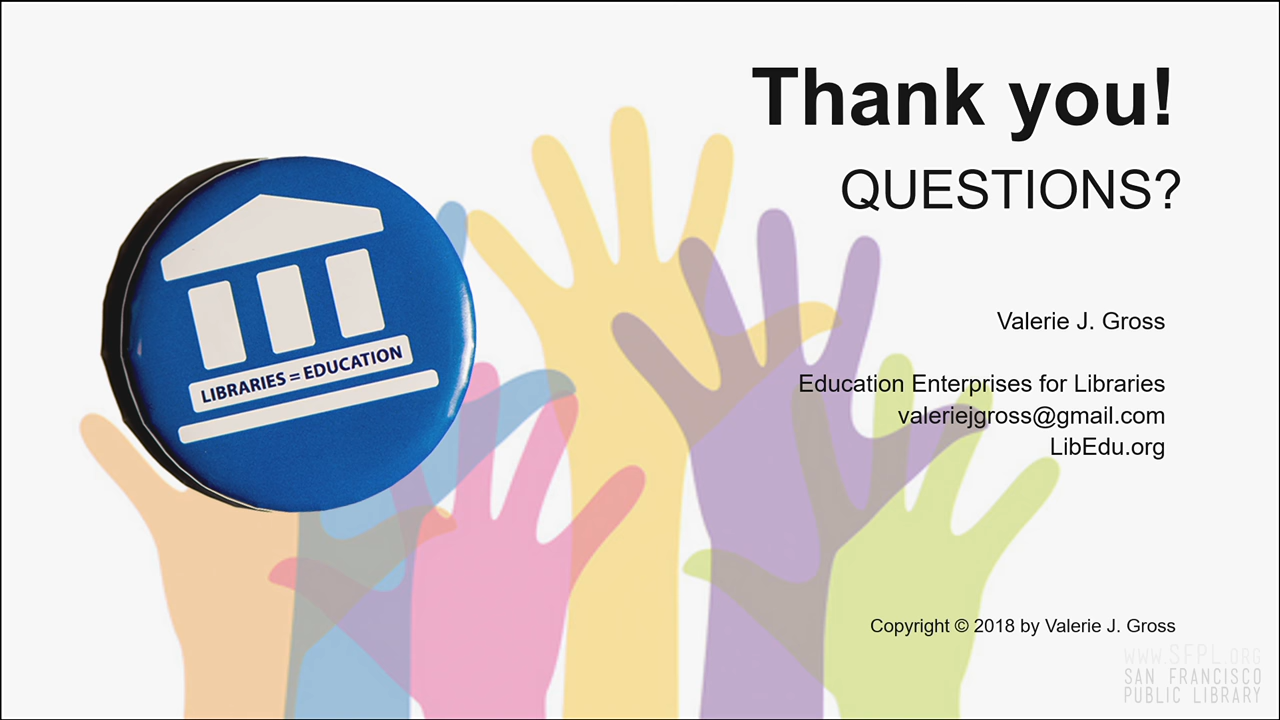 Thank you!
QUESTIONS?
LIBRARIES = EDUCATION
Valerie J. Gross
Education Enterprises for Libraries
valeriejgross@gmail.com
LibEdu.org
Copyright © 2018 by Valerie J. Gross
WWW.SFPL.ORG
SAN FRANCISCO
PUBLIC LIBRARY